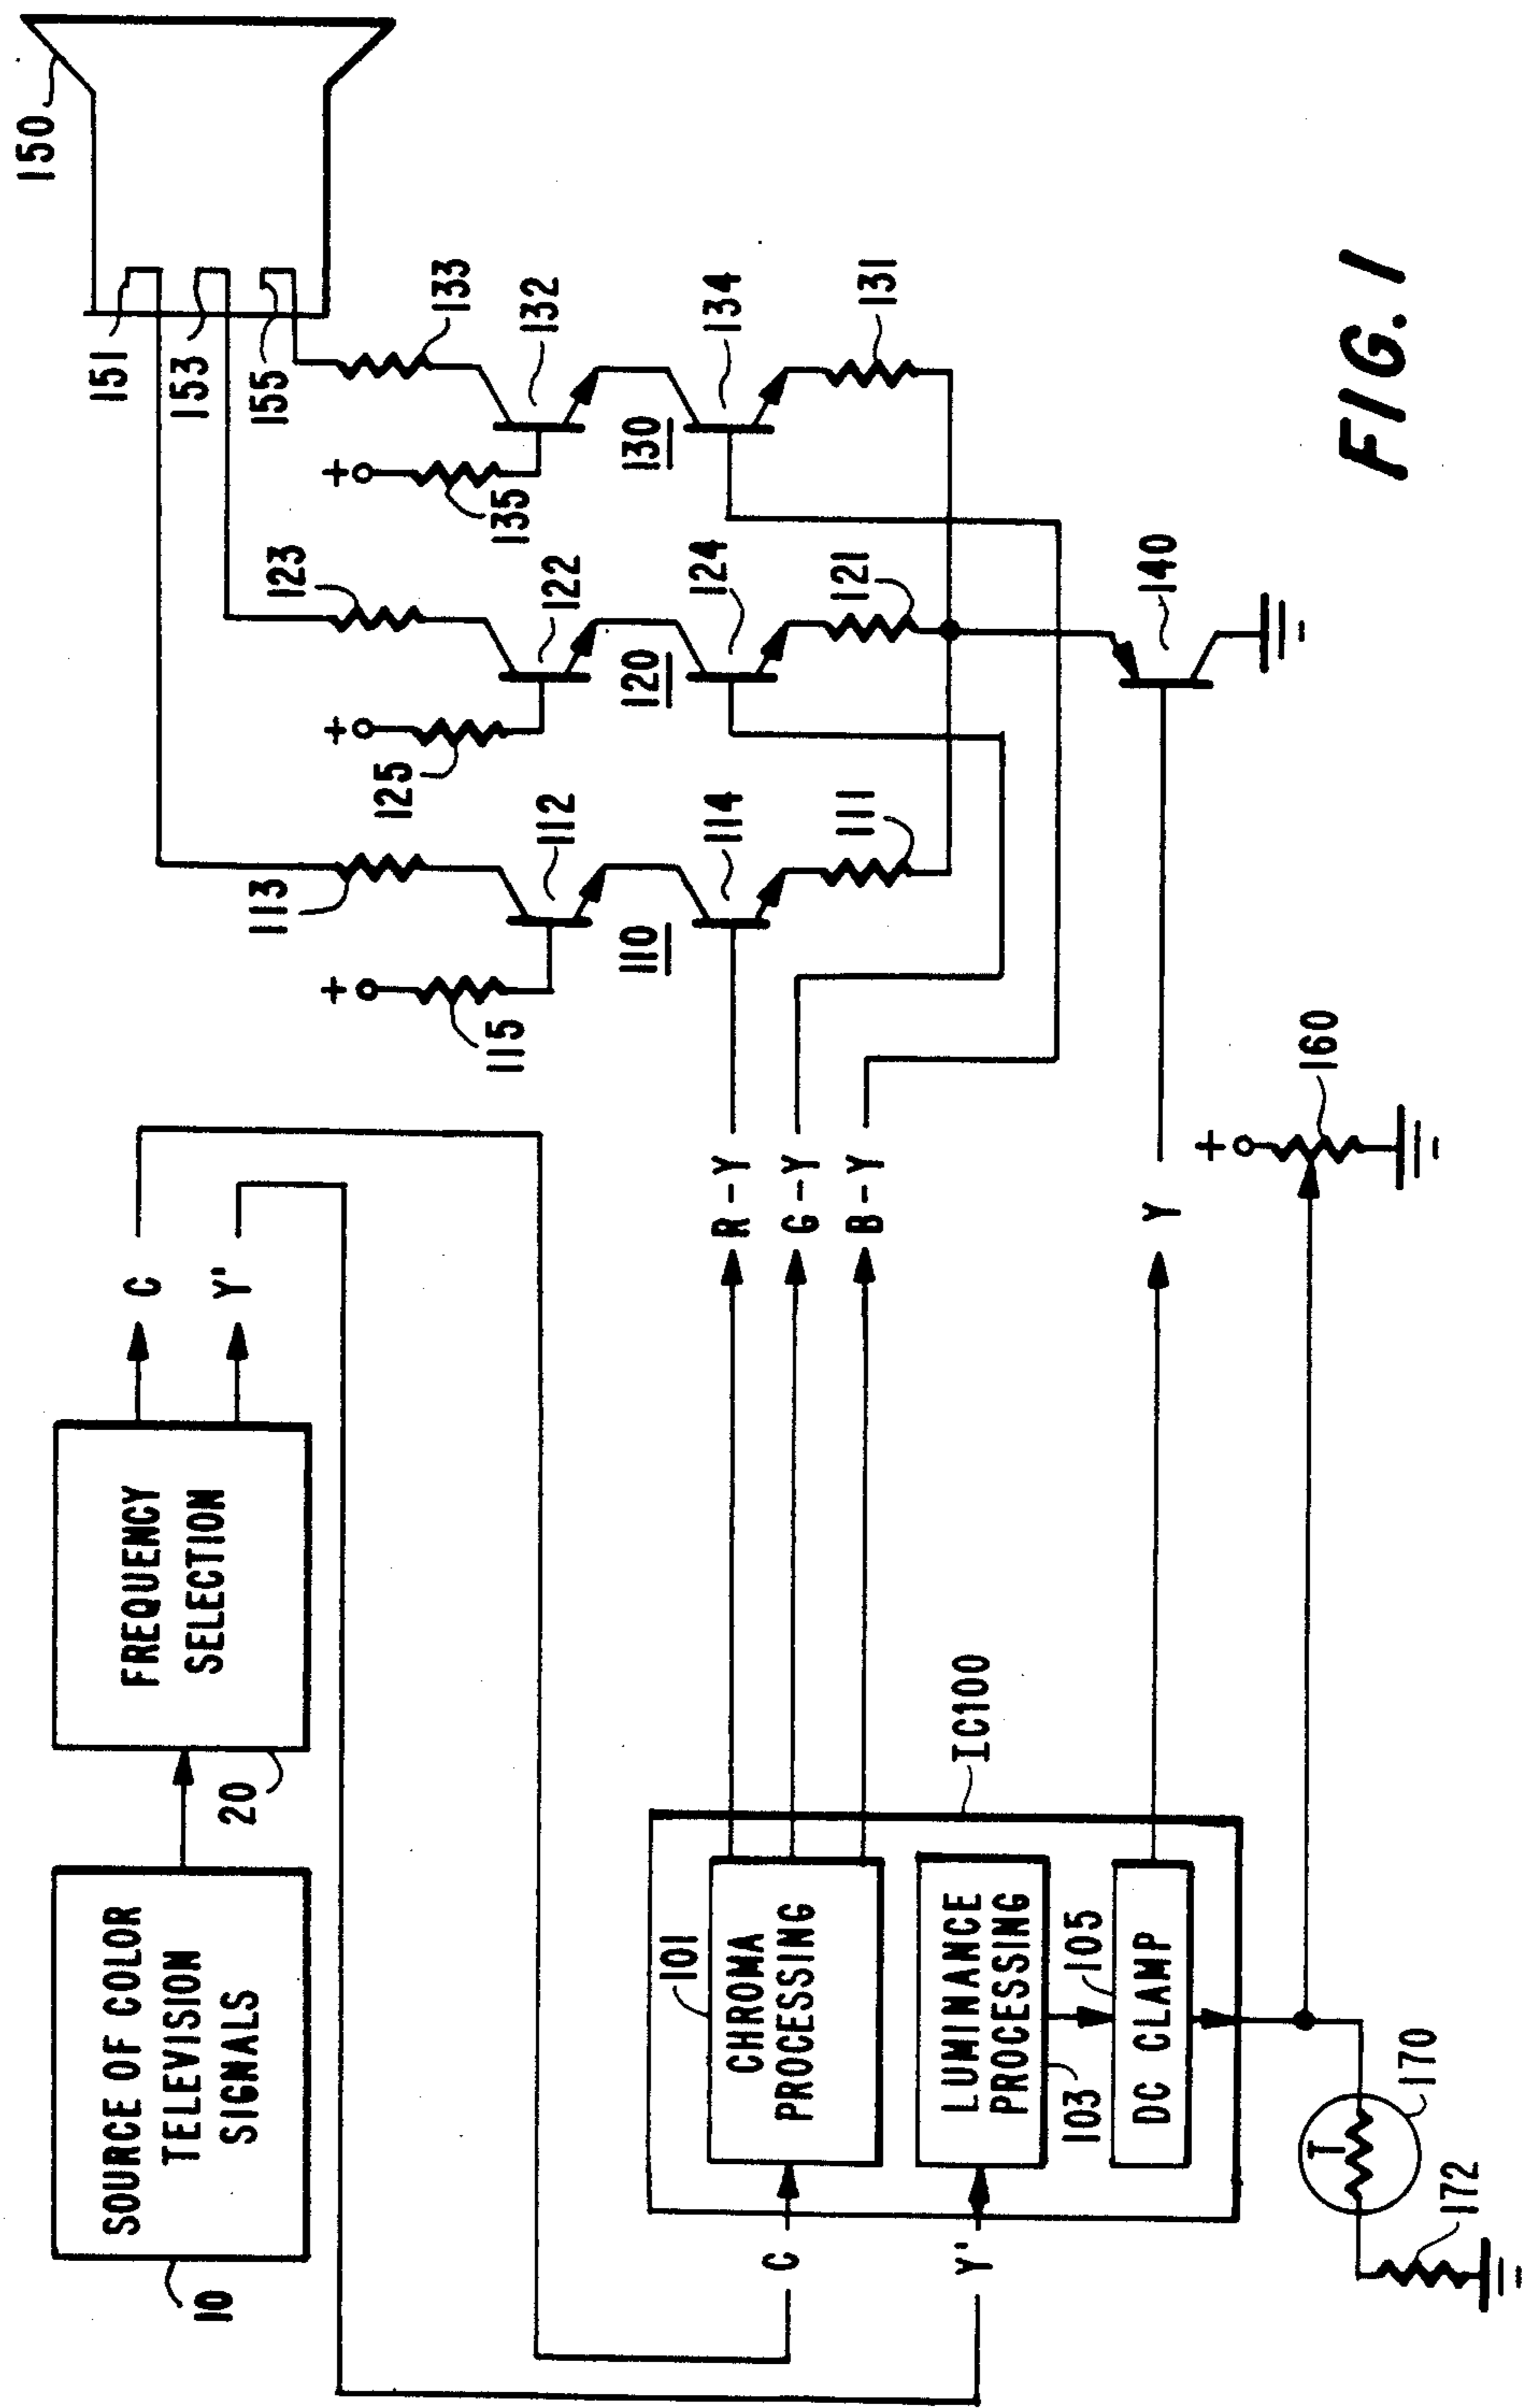 SOURCE OF COLOR
TELEVISION
SIGNALS
10
FREQUENCY
SELECTION
20
C
Y'
150
151
153
155
113
123
133
+
+
+
115
125
135
112
122
132
110
120
130
114
124
134
111
121
131
R-Y
G-Y
B-Y
Y
140
IC100
101
CHROMA
PROCESSING
LUMINANCE
PROCESSING
103
105
DC CLAMP
C
Y'
+
160
T
170
172
FIG. 1